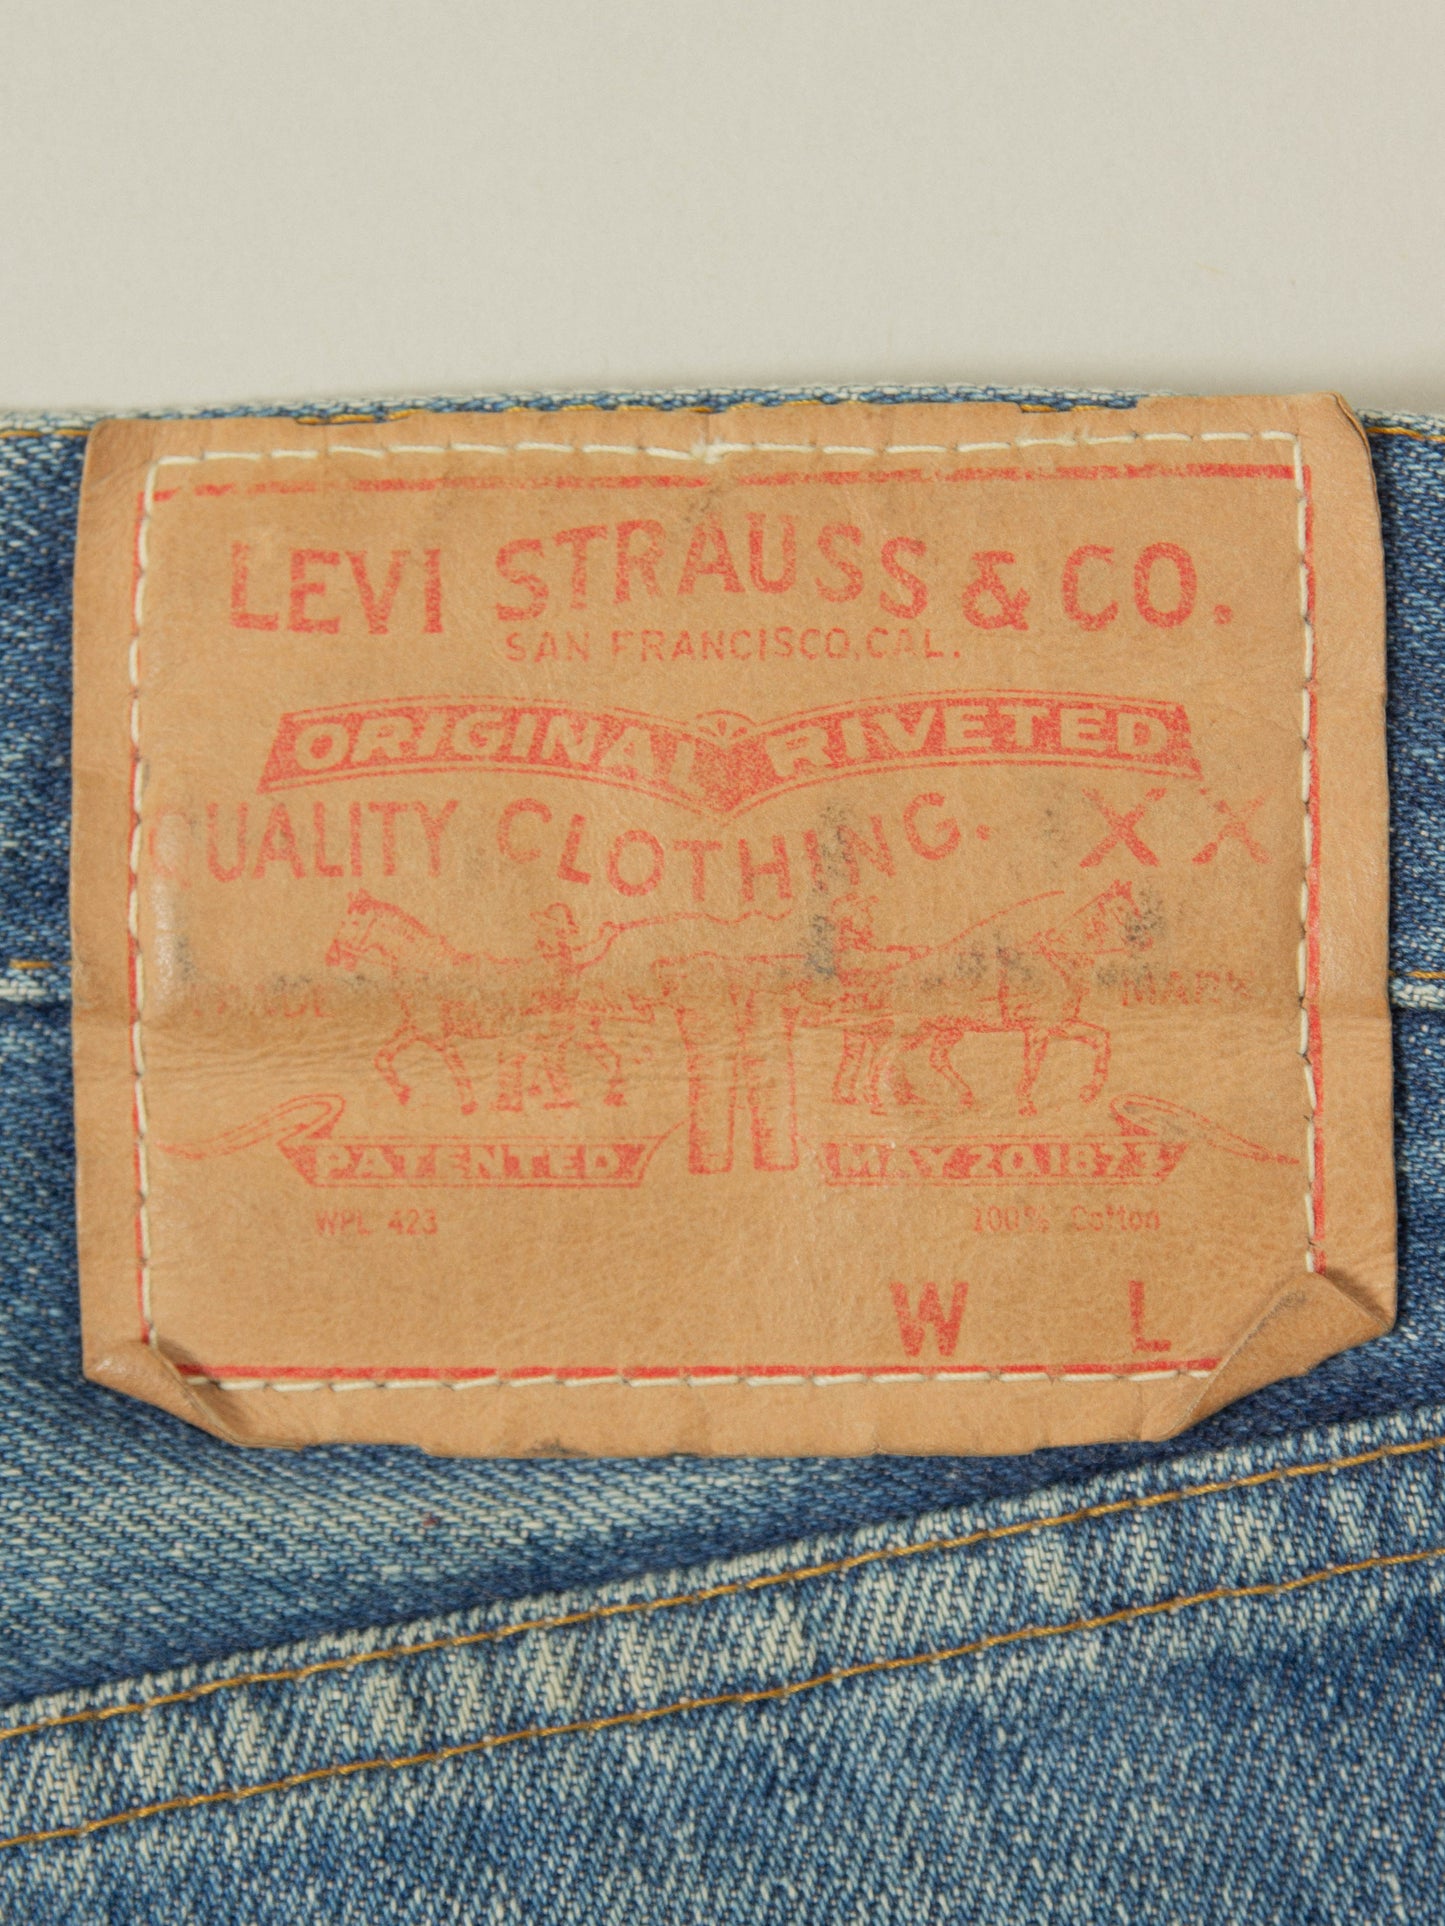 LEVI STRAUSS & CO.
SAN FRANCISCO, CAL.
ORIGINAL RIVETED
QUALITY CLOTHING. XX
TRADE MARK
PATENTED MAY 20.1873
WPL 423 100% Cotton
W L